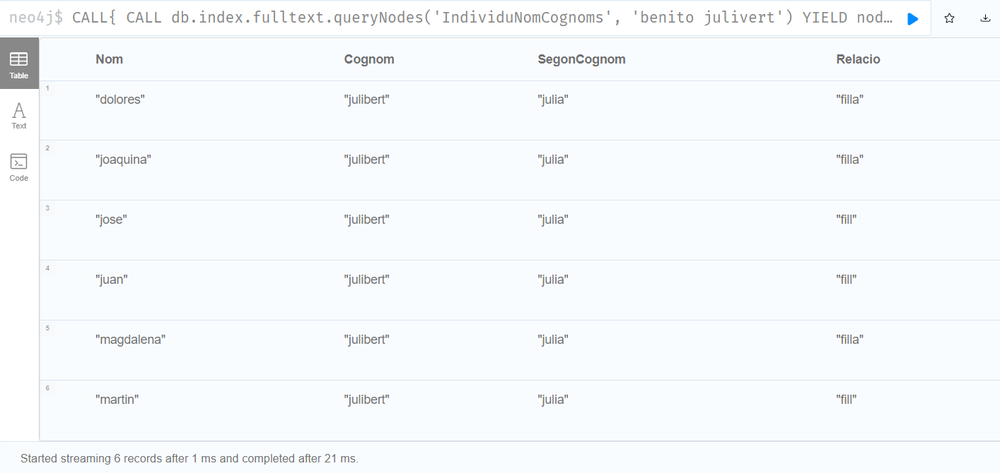 neo4j$ CALL{ CALL db.index.fulltext.queryNodes('IndividuNomCognoms', 'benito julivert') YIELD nod…
Table
Text
Code
Nom Cognom SegonCognom Relacio
1 "dolores" "julibert" "julia" "filla"
2 "joaquina" "julibert" "julia" "filla"
3 "jose" "julibert" "julia" "fill"
4 "juan" "julibert" "julia" "fill"
5 "magdalena" "julibert" "julia" "filla"
6 "martin" "julibert" "julia" "fill"
Started streaming 6 records after 1 ms and completed after 21 ms.